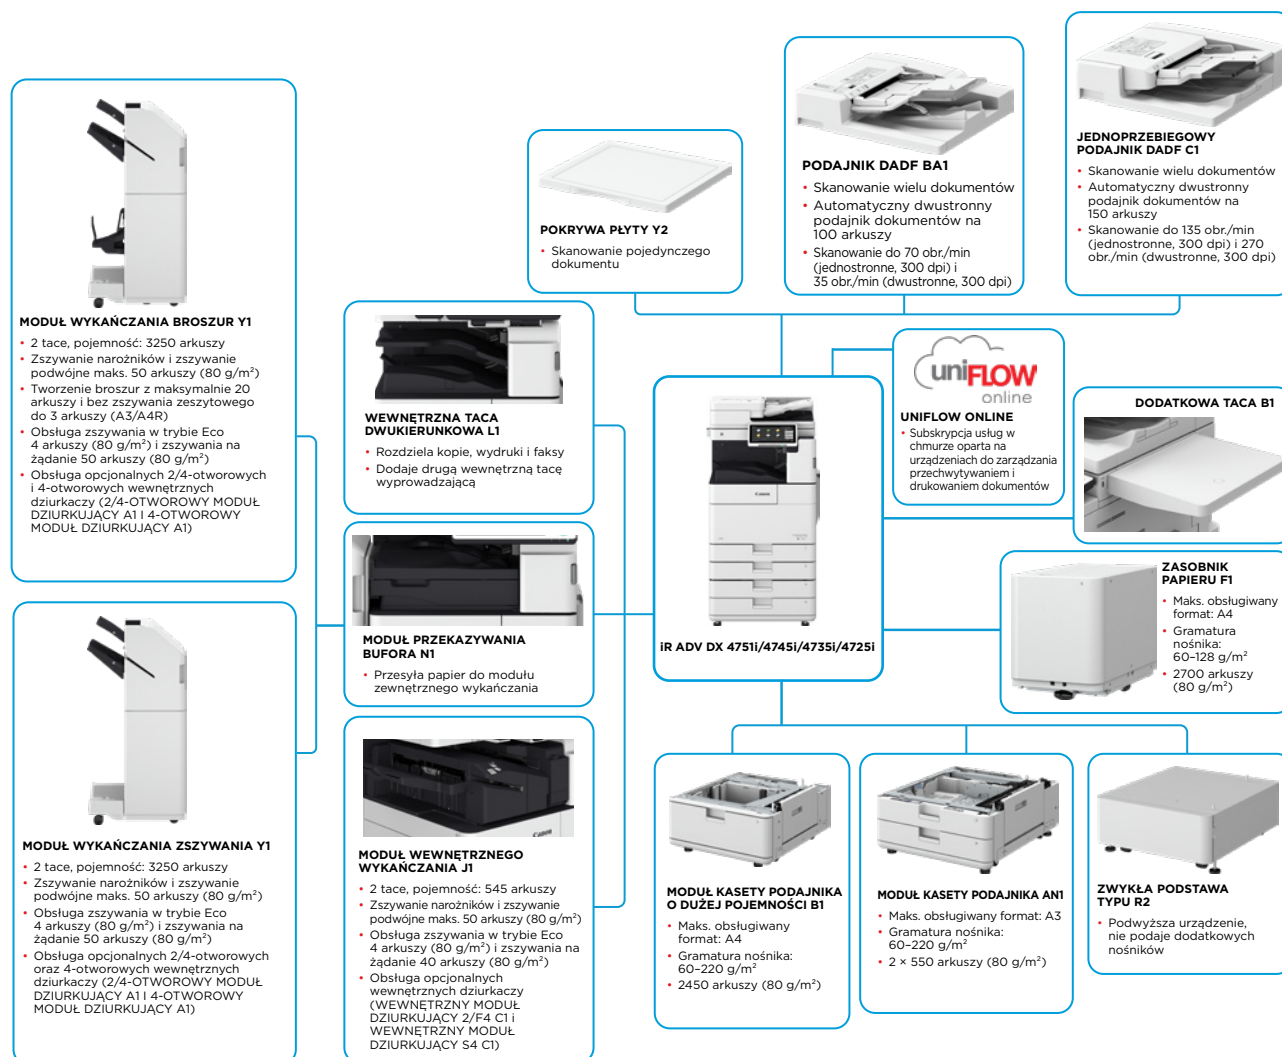 MODUŁ WYKAŃCZANIA BROSZUR Y1
• 2 tace, pojemność: 3250 arkuszy
• Zszywanie narożników i zszywanie
podwójne maks. 50 arkuszy (80 g/m²)
• Tworzenie broszur z maksymalnie 20
arkuszy i bez zszywania zeszytowego
do 3 arkuszy (A3/A4R)
• Obsługa zszywania w trybie Eco
4 arkuszy (80 g/m²) i zszywania na
żądanie 50 arkuszy (80 g/m²)
• Obsługa opcjonalnych 2/4-otworowych
i 4-otworowych wewnętrznych
dziurkaczy (2/4-OTWOROWY MODUŁ
DZIURKUJĄCY A1 I 4-OTWOROWY
MODUŁ DZIURKUJĄCY A1)
MODUŁ WYKAŃCZANIA ZSZYWANIA Y1
• 2 tace, pojemność: 3250 arkuszy
• Zszywanie narożników i zszywanie
podwójne maks. 50 arkuszy (80 g/m²)
• Obsługa zszywania w trybie Eco
4 arkuszy (80 g/m²) i zszywania na
żądanie 50 arkuszy (80 g/m²)
• Obsługa opcjonalnych 2/4-otworowych
oraz 4-otworowych wewnętrznych
dziurkaczy (2/4-OTWOROWY MODUŁ
DZIURKUJĄCY A1 I 4-OTWOROWY
MODUŁ DZIURKUJĄCY A1)
WEWNĘTRZNA TACA
DWUKIERUNKOWA L1
• Rozdziela kopie, wydruki i faksy
• Dodaje drugą wewnętrzną tacę
wyprowadzającą
MODUŁ PRZEKAZYWANIA
BUFORA N1
• Przesyła papier do modułu
zewnętrznego wykańczania
Canon
MODUŁ WEWNĘTRZNEGO
WYKAŃCZANIA J1
• 2 tace, pojemność: 545 arkuszy
• Zszywanie narożników i zszywanie
podwójne maks. 50 arkuszy (80 g/m²)
• Obsługa zszywania w trybie Eco
4 arkuszy (80 g/m²) i zszywania na
żądanie 40 arkuszy (80 g/m²)
• Obsługa opcjonalnych
wewnętrznych dziurkaczy
(WEWNĘTRZNY MODUŁ
DZIURKUJĄCY 2/F4 C1 i
WEWNĘTRZNY MODUŁ
DZIURKUJĄCY S4 C1)
POKRYWA PŁYTY Y2
• Skanowanie pojedynczego
dokumentu
PODAJNIK DADF BA1
• Skanowanie wielu dokumentów
• Automatyczny dwustronny
podajnik dokumentów na
100 arkuszy
• Skanowanie do 70 obr./min
(jednostronne, 300 dpi) i
35 obr./min (dwustronne, 300 dpi)
JEDNOPRZEBIEGOWY
PODAJNIK DADF C1
• Skanowanie wielu dokumentów
• Automatyczny dwustronny
podajnik dokumentów na
150 arkuszy
• Skanowanie do 135 obr./min
(jednostronne, 300 dpi) i 270
obr./min (dwustronne, 300 dpi)
Canon
iR ADV DX 4751i/4745i/4735i/4725i
uniFLOW
online
UNIFLOW ONLINE
• Subskrypcja usług w
chmurze oparta na
urządzeniach do zarządzania
przechwytywaniem i
drukowaniem dokumentów
DODATKOWA TACA B1
ZASOBNIK
PAPIERU F1
• Maks. obsługiwany
format: A4
• Gramatura
nośnika:
60–128 g/m²
• 2700 arkuszy
(80 g/m²)
MODUŁ KASETY PODAJNIKA
O DUŻEJ POJEMNOŚCI B1
• Maks. obsługiwany
format: A4
• Gramatura nośnika:
60–220 g/m²
• 2450 arkuszy (80 g/m²)
MODUŁ KASETY PODAJNIKA AN1
• Maks. obsługiwany format: A3
• Gramatura nośnika:
60–220 g/m²
• 2 × 550 arkuszy (80 g/m²)
ZWYKŁA PODSTAWA
TYPU R2
• Podwyższa urządzenie,
nie podaje dodatkowych
nośników